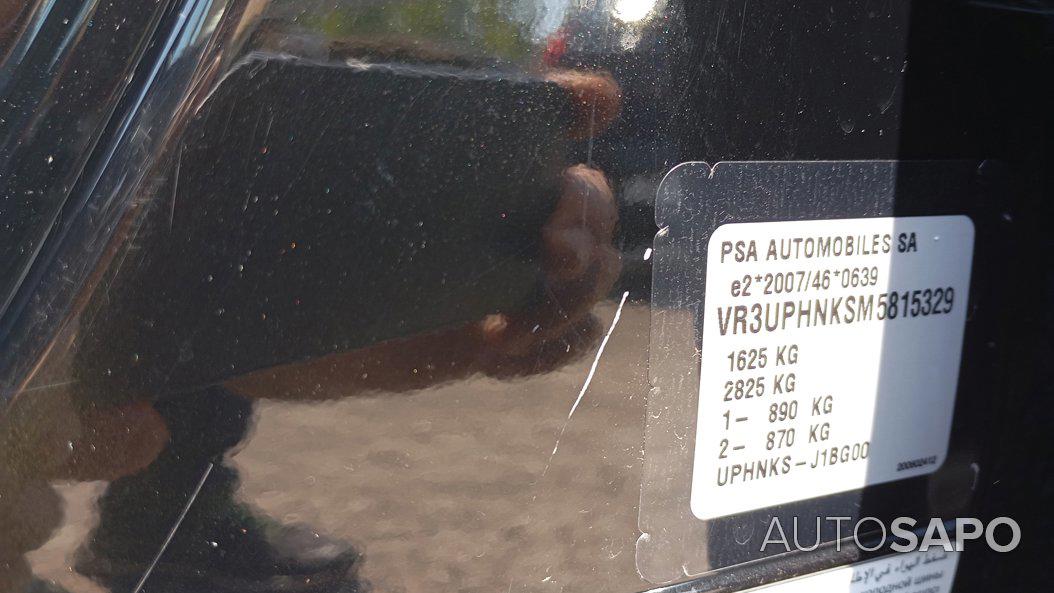 PSA AUTOMOBILES SA
e2*2007/46*0639
VR3UPHNKSM5815329
1625 KG
2825 KG
1- 890 KG
2- 870 KG
UPHNKS-J1BG00
AUTOSAPO